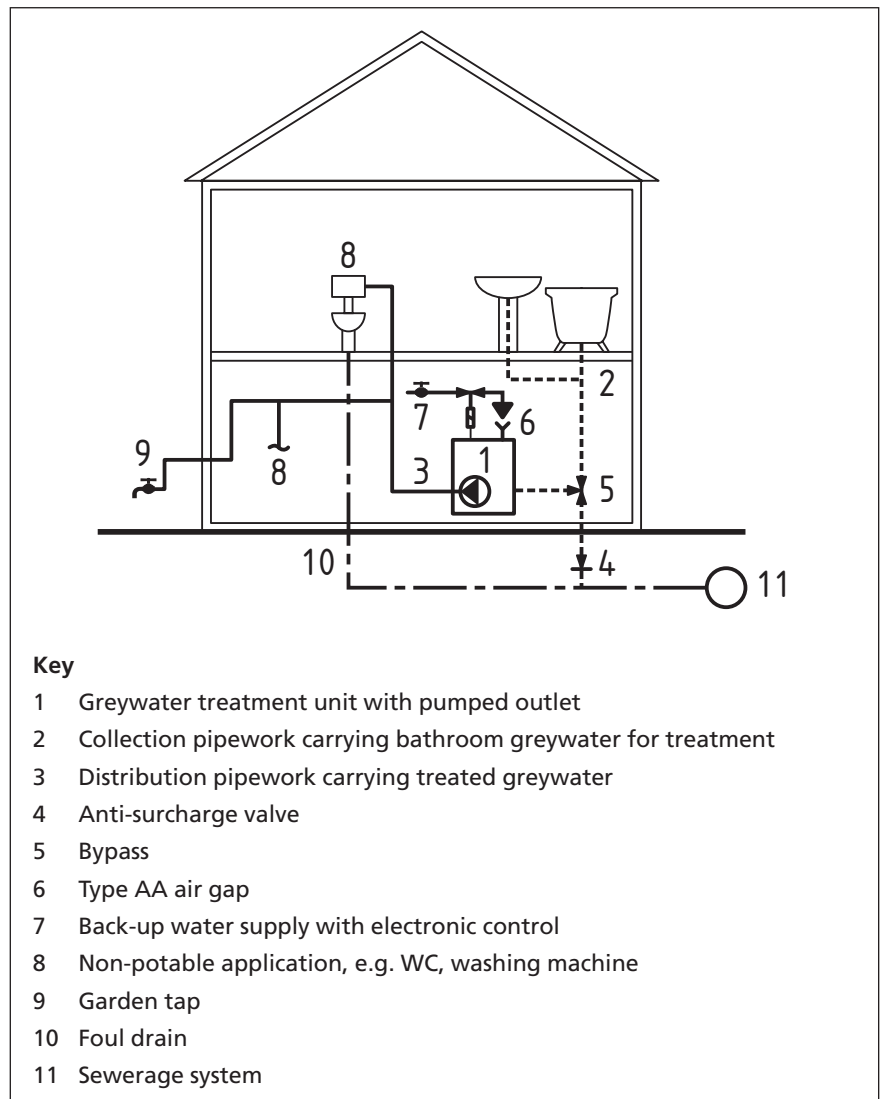 8
2
7
6
9
8
3
1
5
10
4
11
Key
1 Greywater treatment unit with pumped outlet
2 Collection pipework carrying bathroom greywater for treatment
3 Distribution pipework carrying treated greywater
4 Anti-surcharge valve
5 Bypass
6 Type AA air gap
7 Back-up water supply with electronic control
8 Non-potable application, e.g. WC, washing machine
9 Garden tap
10 Foul drain
11 Sewerage system